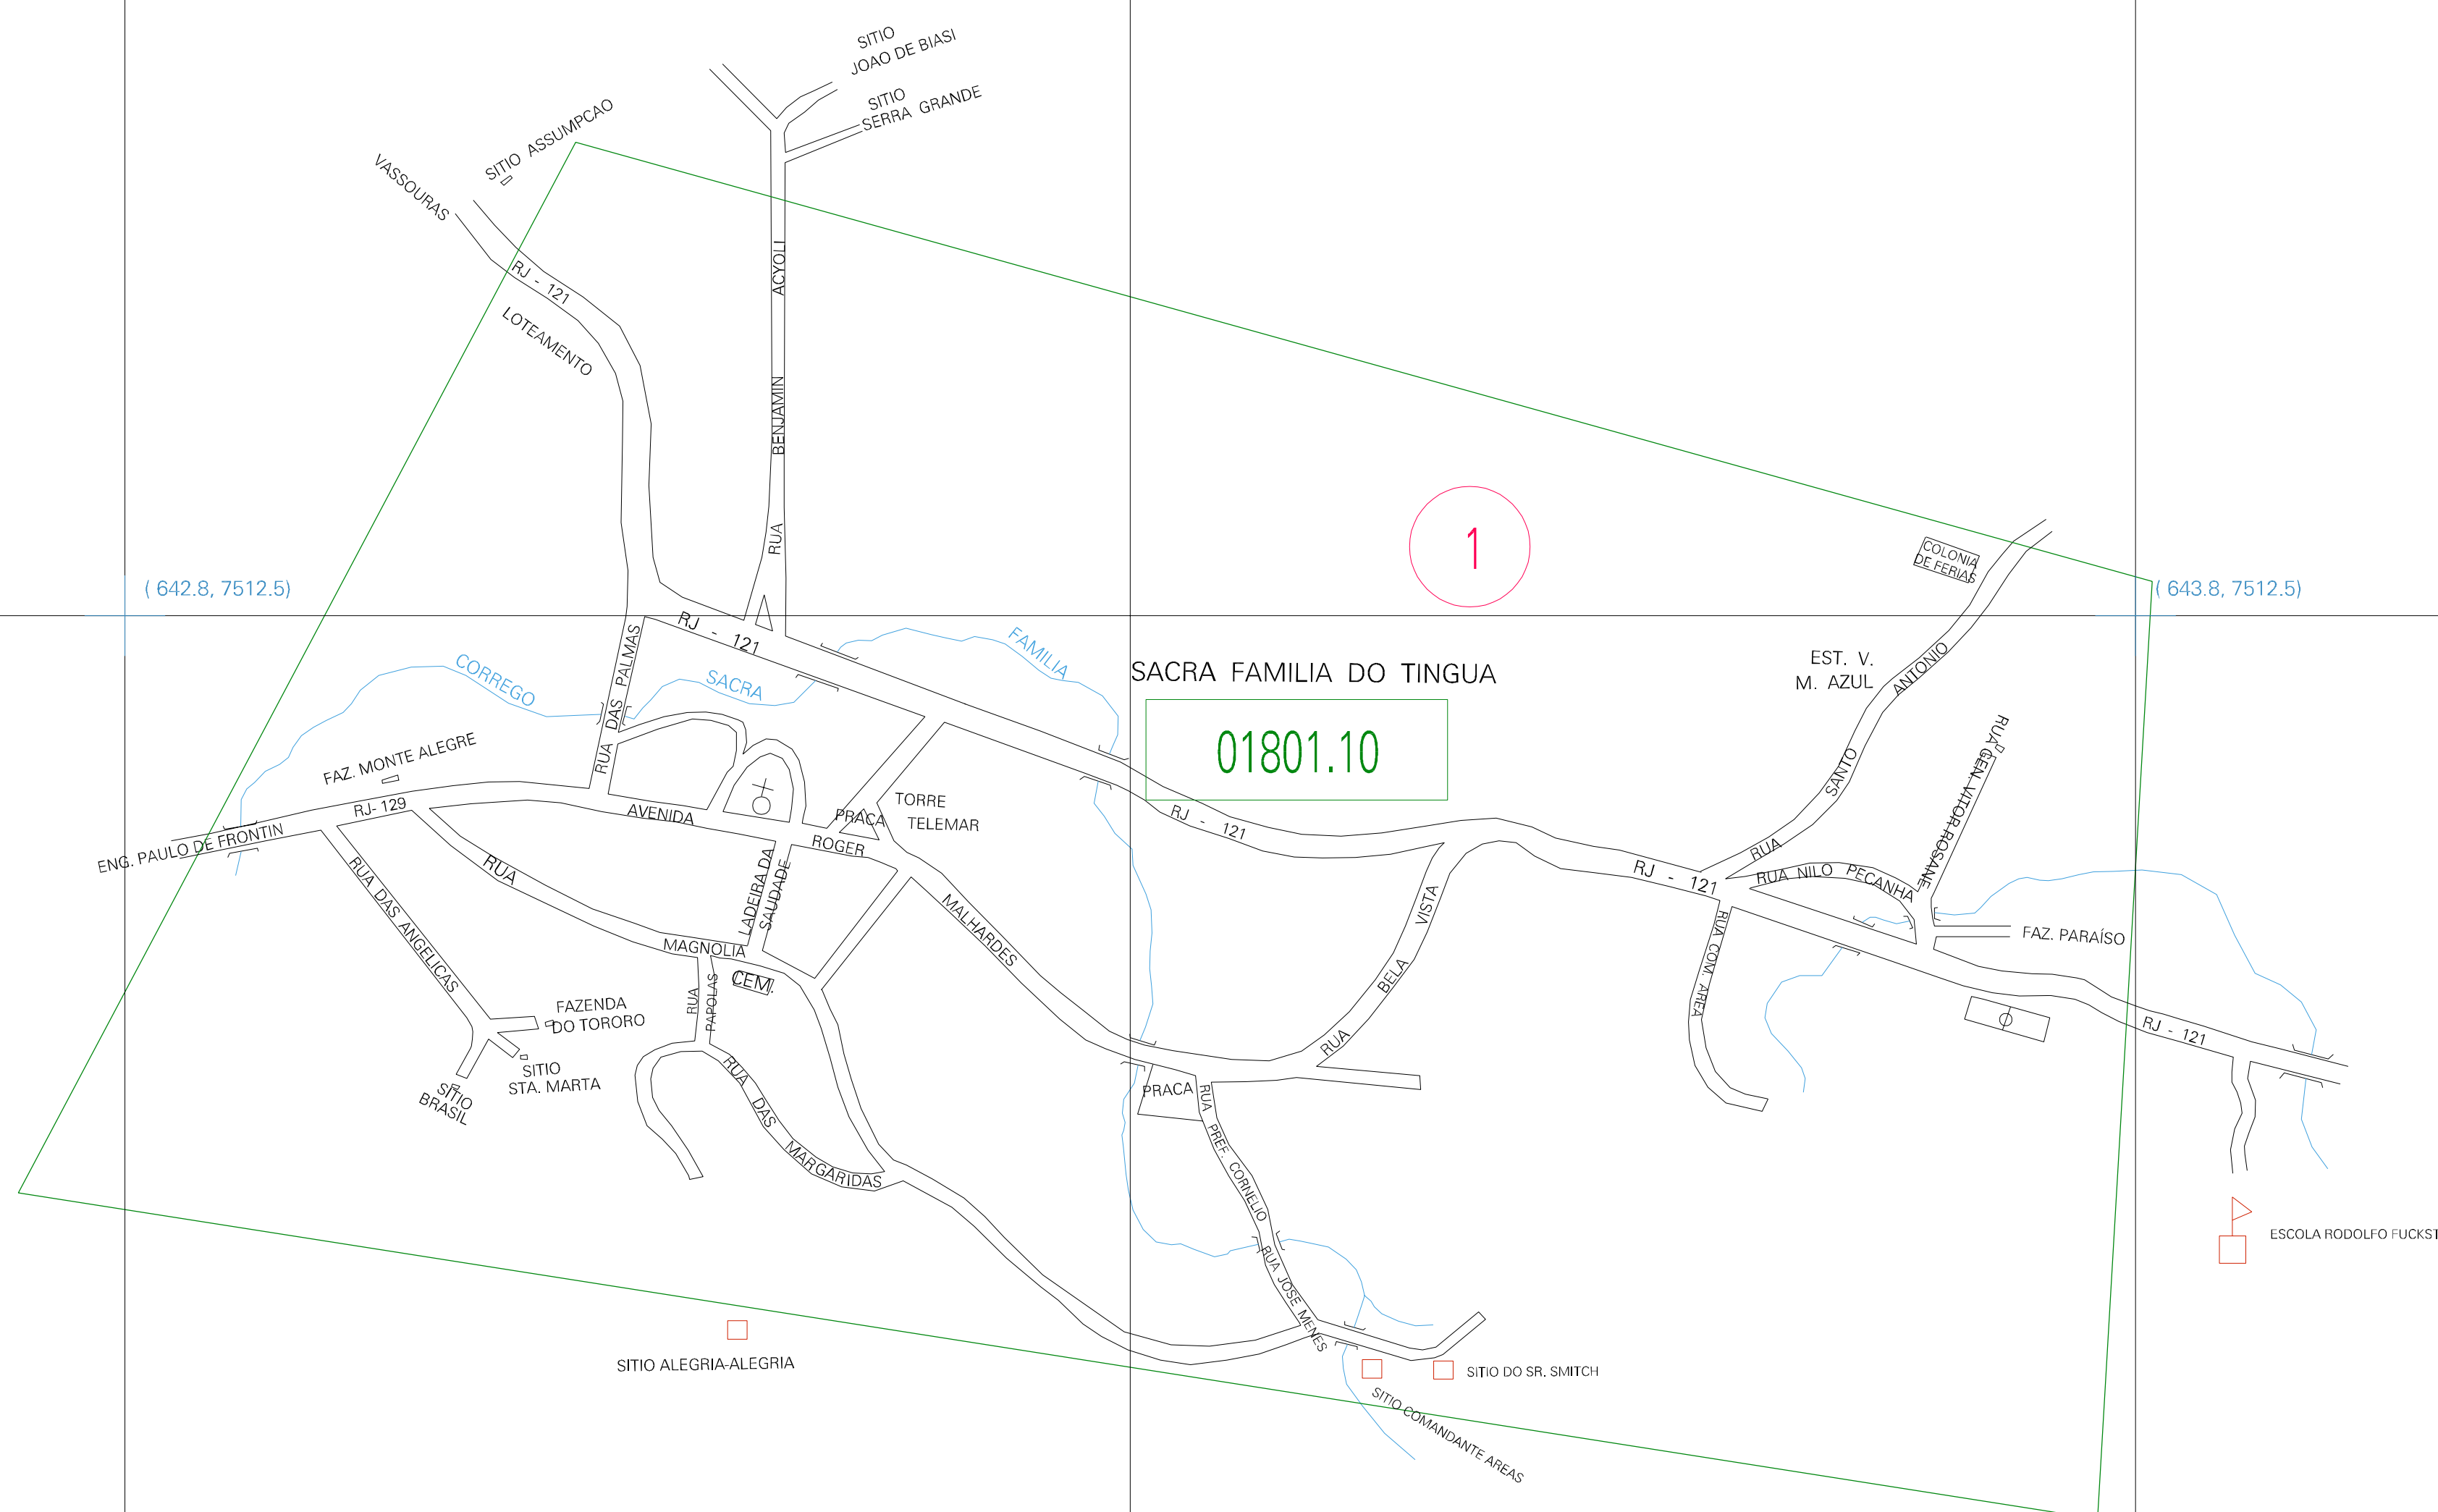 SITIO
JOAO DE BIASI
SITIO
SERRA GRANDE
SITIO ASSUMPCAO
VASSOURAS
RJ - 121
LOTEAMENTO
RUA BENJAMIN ACYOLI
1
COLONIA
DE FERIAS
( 642.8, 7512.5)
( 643.8, 7512.5)
RJ - 121
RUA DAS PALMAS
CORREGO SACRA FAMILIA
SACRA FAMILIA DO TINGUA
01801.10
EST. V.
M. AZUL
RUA SANTO ANTONIO
RUA GEN. VITOR ROSANE
FAZ. MONTE ALEGRE
RJ- 129
ENG. PAULO DE FRONTIN
AVENIDA ROGER MALHARDES
PRACA
TORRE
TELEMAR
RJ - 121
RJ - 121
RUA NILO PECANHA
RUA
MAGNOLIA
LADEIRA DA
SAUDADE
RUA DAS ANGELICAS
RUA BELA VISTA
RUA COM. AREA
FAZ. PARAÍSO
CEM.
RUA
PAPOLAS
FAZENDA
DO TORORO
SITIO
STA. MARTA
SITIO
BRASIL
RUA DAS MARGARIDAS
PRACA
RUA PREF. CORNELIO
RJ - 121
RUA JOSE MENES
ESCOLA RODOLFO FUCKST
SITIO ALEGRIA-ALEGRIA
SITIO DO SR. SMITCH
SITIO COMANDANTE AREAS